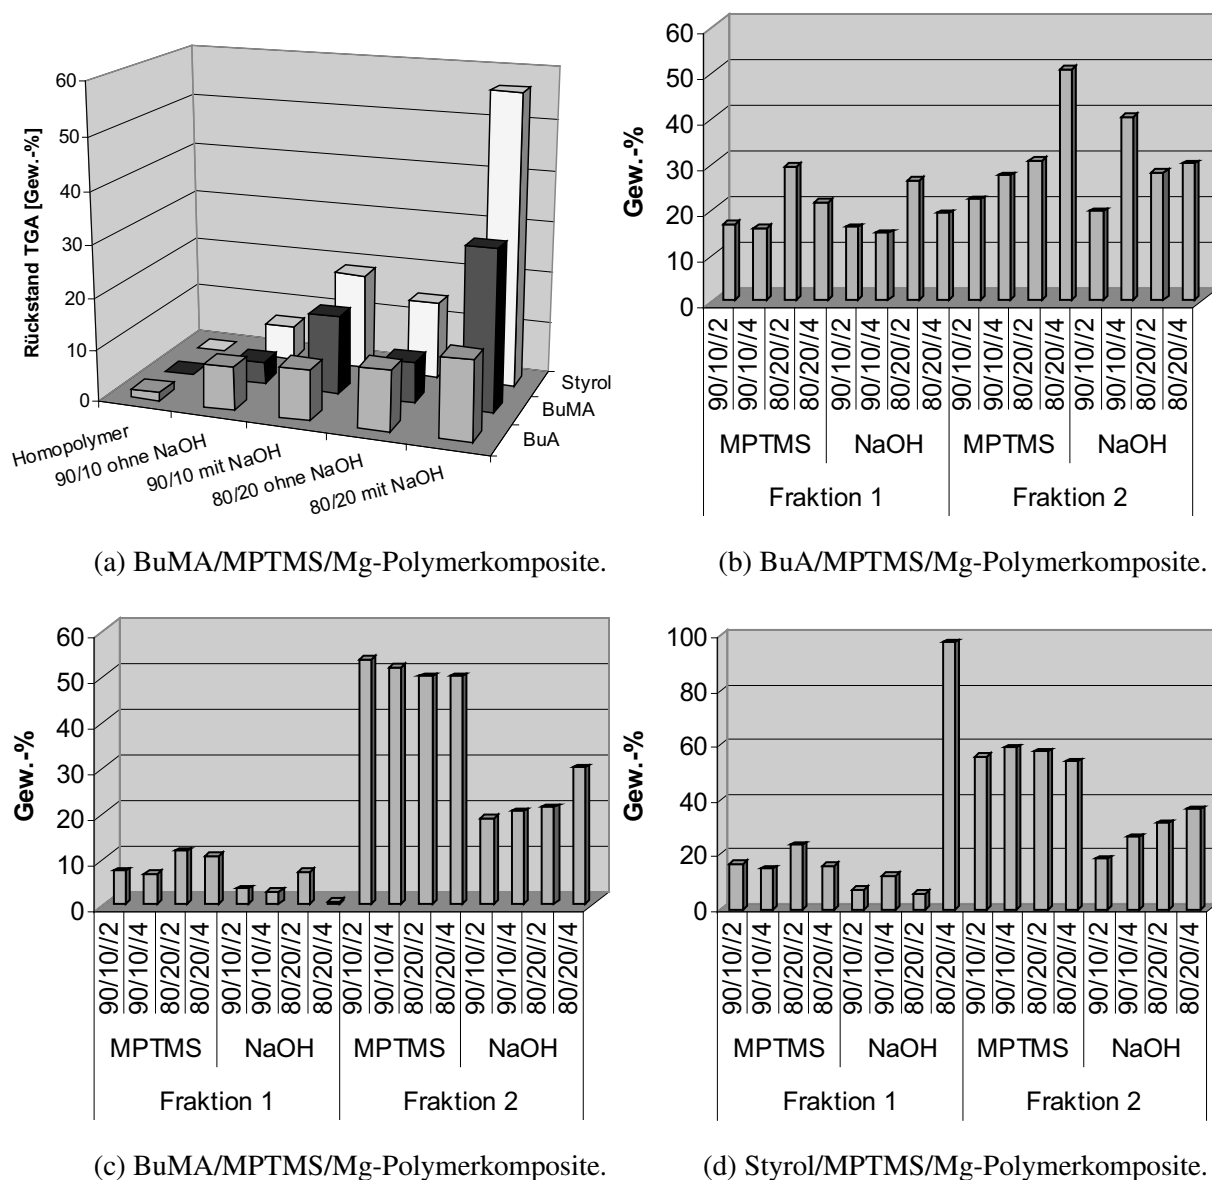 60
50
40
30
20
10
0
Rückstand TGA [Gew.-%]
Homopolymer
90/10 ohne NaOH
90/10 mit NaOH
80/20 ohne NaOH
80/20 mit NaOH
Styrol
BuMA
BuA
(a) BuMA/MPTMS/Mg-Polymerkomposite.
60
50
40
30
20
10
0
Gew.-%
90/10//2 90/10//4 80/20//2 80/20//4 90/10//2 90/10//4 80/20//2 80/20//4 90/10//2 90/10//4 80/20//2 80/20//4 90/10//2 90/10//4 80/20//2 80/20//4
MPTMS NaOH MPTMS NaOH
Fraktion 1 Fraktion 2
(b) BuA/MPTMS/Mg-Polymerkomposite.
60
50
40
30
20
10
0
Gew.-%
90/10//2 90/10//4 80/20//2 80/20//4 90/10//2 90/10//4 80/20//2 80/20//4 90/10//2 90/10//4 80/20//2 80/20//4 90/10//2 90/10//4 80/20//2 80/20//4
MPTMS NaOH MPTMS NaOH
Fraktion 1 Fraktion 2
(c) BuMA/MPTMS/Mg-Polymerkomposite.
100
80
60
40
20
0
Gew.-%
90/10//2 90/10//4 80/20//2 80/20//4 90/10//2 90/10//4 80/20//2 80/20//4 90/10//2 90/10//4 80/20//2 80/20//4 90/10//2 90/10//4 80/20//2 80/20//4
MPTMS NaOH MPTMS NaOH
Fraktion 1 Fraktion 2
(d) Styrol/MPTMS/Mg-Polymerkomposite.